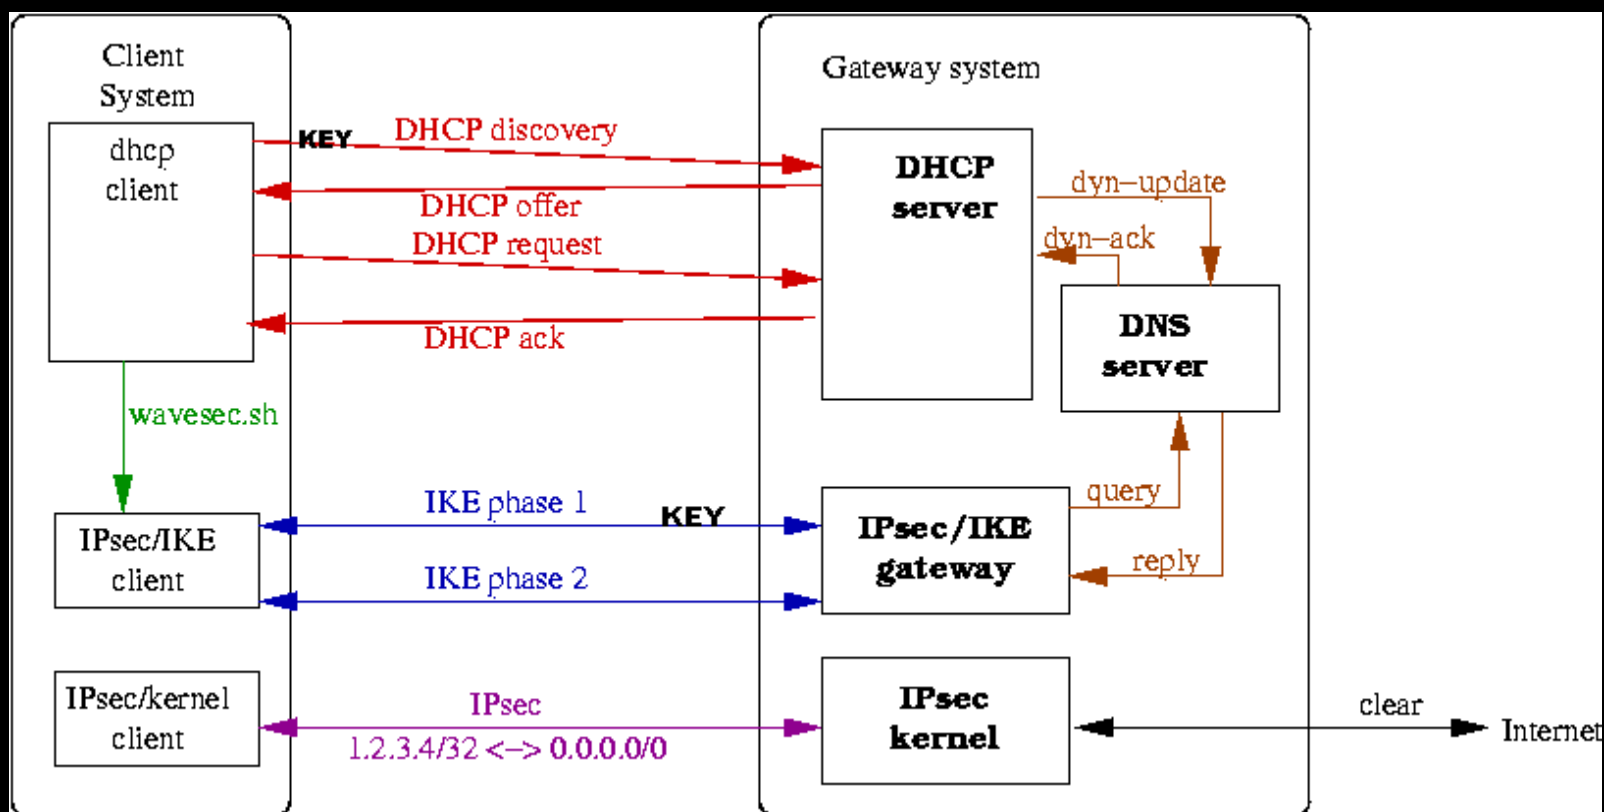 Client
System
Gateway system
dhcp
client
KEY
DHCP discovery
DHCP offer
DHCP request
DHCP ack
DHCP
server
dyn-update
dyn-ack
DNS
server
wavesec.sh
IPsec/IKE
client
IKE phase 1
KEY
IKE phase 2
IPsec/IKE
gateway
query
reply
IPsec/kernel
client
IPsec
1.2.3.4/32 <-> 0.0.0.0/0
IPsec
kernel
clear
Internet